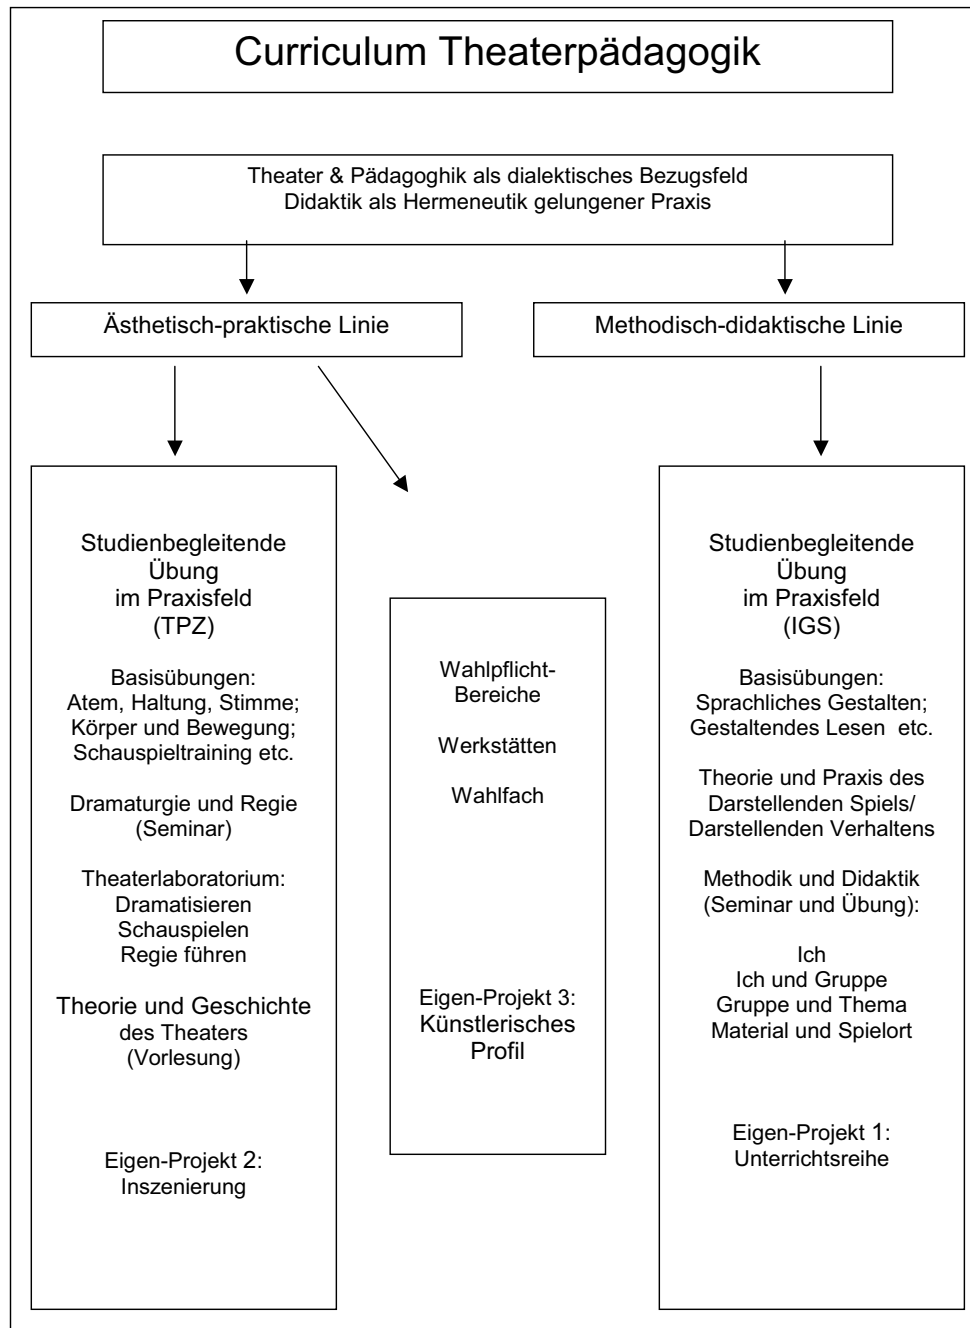 Curriculum Theaterpädagogik
Theater & Pädagoghik als dialektisches Bezugsfeld
Didaktik als Hermeneutik gelungener Praxis
Ästhetisch-praktische Linie
Methodisch-didaktische Linie
Studienbegleitende
Übung
im Praxisfeld
(TPZ)
Basisübungen:
Atem, Haltung, Stimme;
Körper und Bewegung;
Schauspieltraining etc.
Dramaturgie und Regie
(Seminar)
Theaterlaboratorium:
Dramatisieren
Schauspielen
Regie führen
Theorie und Geschichte
des Theaters
(Vorlesung)
Eigen-Projekt 2:
Inszenierung
Wahlpflicht-
Bereiche
Werkstätten
Wahlfach
Eigen-Projekt 3:
Künstlerisches
Profil
Studienbegleitende
Übung
im Praxisfeld
(IGS)
Basisübungen:
Sprachliches Gestalten;
Gestaltendes Lesen etc.
Theorie und Praxis des
Darstellenden Spiels/
Darstellenden Verhaltens
Methodik und Didaktik
(Seminar und Übung):
Ich
Ich und Gruppe
Gruppe und Thema
Material und Spielort
Eigen-Projekt 1:
Unterrichtsreihe